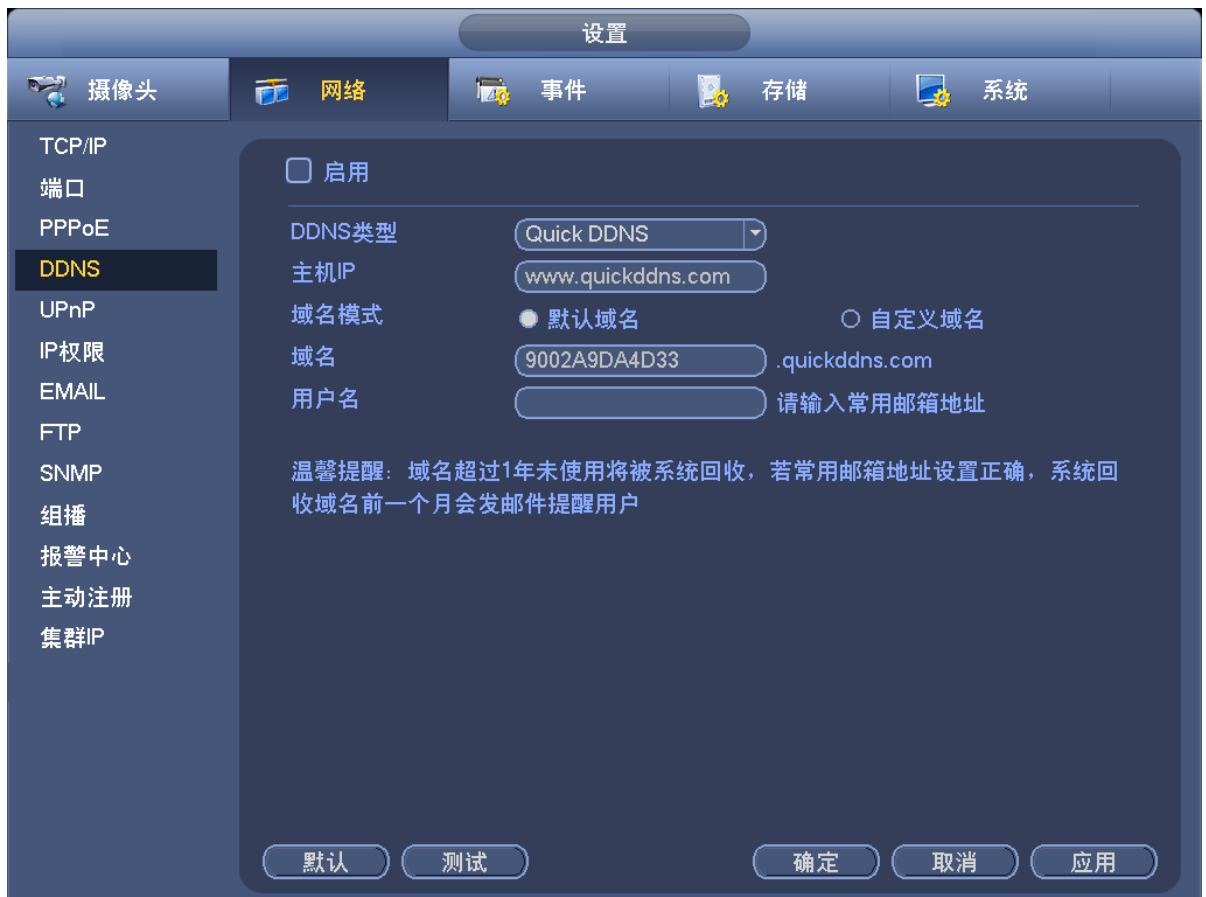 设置
摄像头
网络
事件
存储
系统
TCP/IP
端口
PPPoE
DDNS
UPnP
IP权限
EMAIL
FTP
SNMP
组播
报警中心
主动注册
集群IP
启用
DDNS类型 Quick DDNS
主机IP www.quickddns.com
域名模式 默认域名 自定义域名
域名 9002A9DA4D33 .quickddns.com
用户名 请输入常用邮箱地址
温馨提醒：域名超过1年未使用将被系统回收，若常用邮箱地址设置正确，系统回
收域名前一个月会发邮件提醒用户
默认 测试 确定 取消 应用